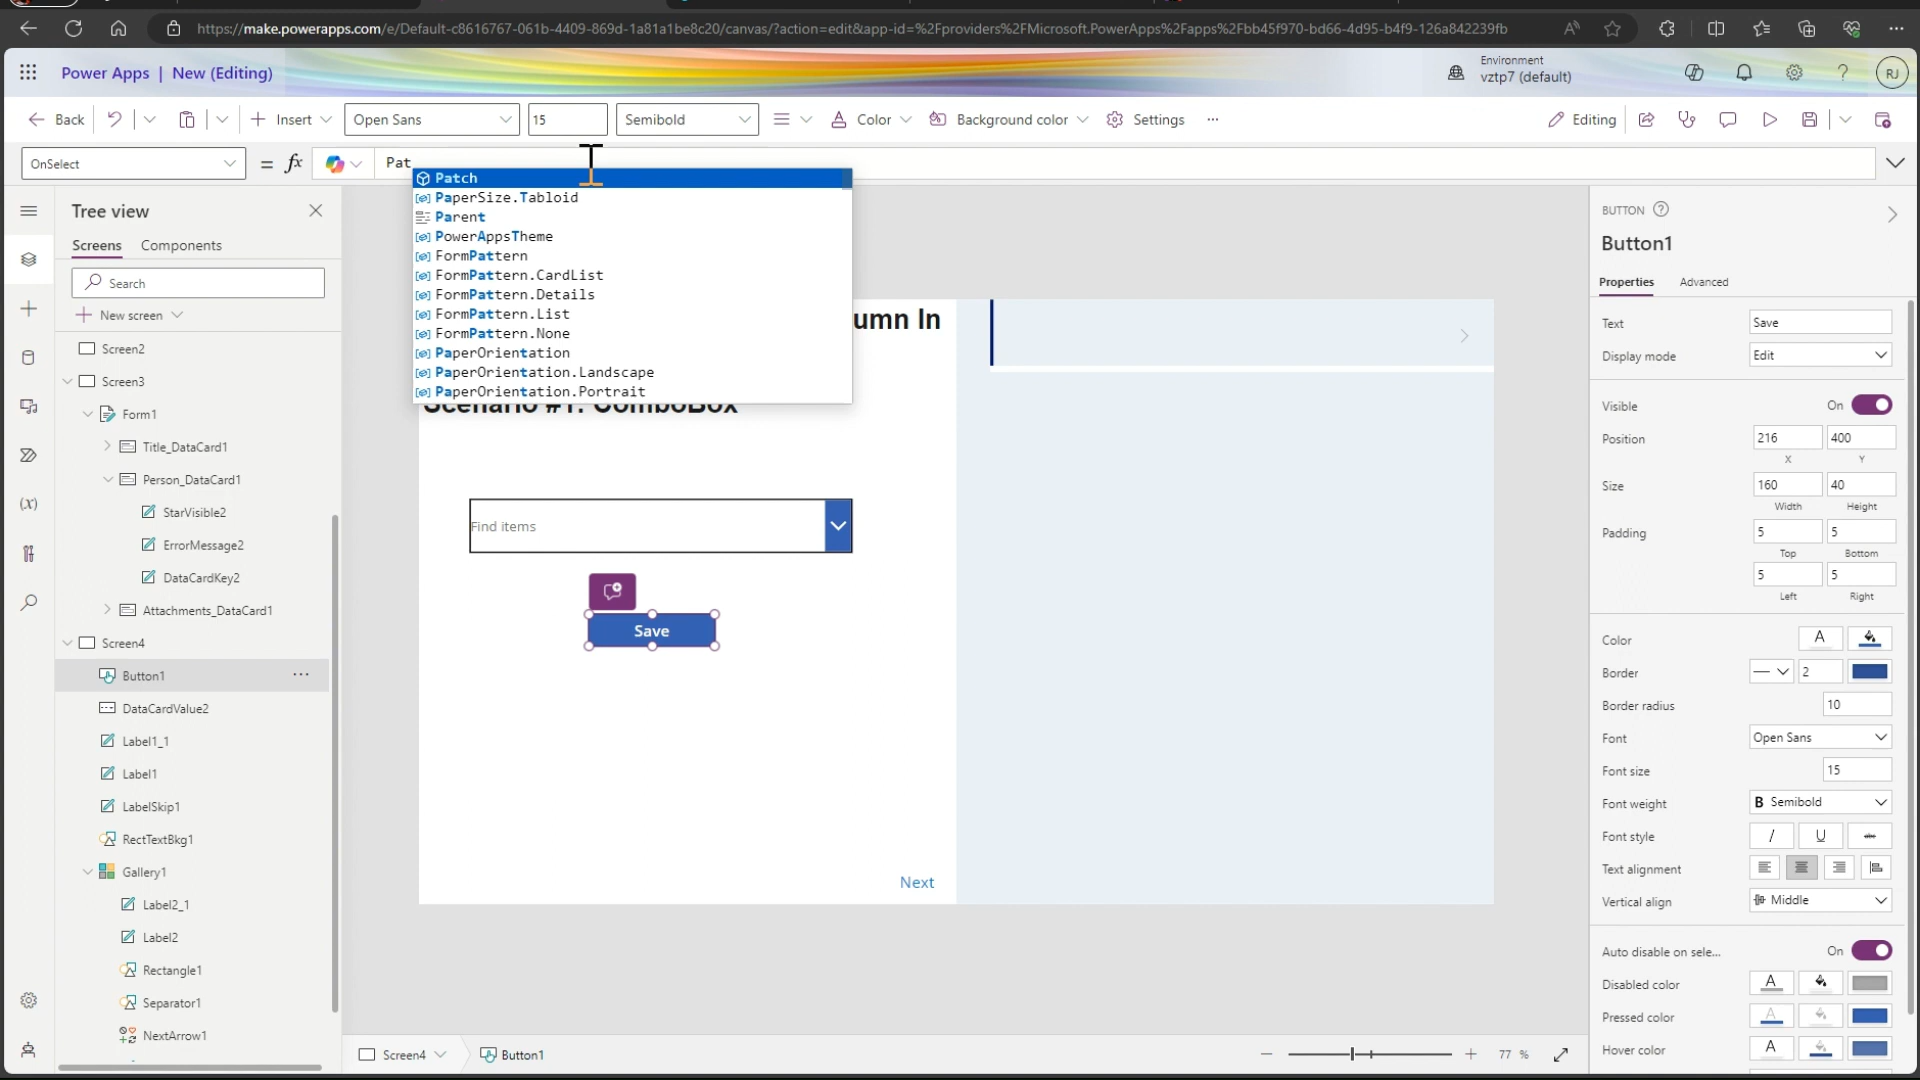 https://make.powerapps.com/e/Default-c8616767-061b-4409-869d-1a81a1be8c20/canvas/?action=edit&app-id=%2Fproviders%2FMicrosoft.PowerApps%2Fapps%2Fbb45f970-bd66-4d95-b4f9-126a842239fb
Power Apps | New (Editing)
Environment
vztp7 (default)
RJ
Back
Insert
Open Sans
15
Semibold
Color
Background color
Settings
Editing
OnSelect
= fx
Pat
Patch
PaperSize.Tabloid
Parent
PowerAppsTheme
FormPattern
FormPattern.CardList
FormPattern.Details
FormPattern.List
FormPattern.None
PaperOrientation
PaperOrientation.Landscape
PaperOrientation.Portrait
Tree view
Screens Components
Search
New screen
Screen2
Screen3
Form1
Title_DataCard1
Person_DataCard1
StarVisible2
ErrorMessage2
DataCardKey2
Attachments_DataCard1
Screen4
Button1
DataCardValue2
Label1_1
Label1
LabelSkip1
RectTextBkg1
Gallery1
Label2_1
Label2
Rectangle1
Separator1
NextArrow1
umn In
Scenario #1: ComboBox
Find items
Save
Next
Screen4
Button1
77 %
BUTTON
Button1
Properties Advanced
Text Save
Display mode Edit
Visible On
Position 216 400
X Y
Size 160 40
Width Height
Padding 5 5
Top Bottom
5 5
Left Right
Color
Border 2
Border radius 10
Font Open Sans
Font size 15
Font weight B Semibold
Font style / U abc
Text alignment
Vertical align Middle
Auto disable on sele... On
Disabled color
Pressed color
Hover color